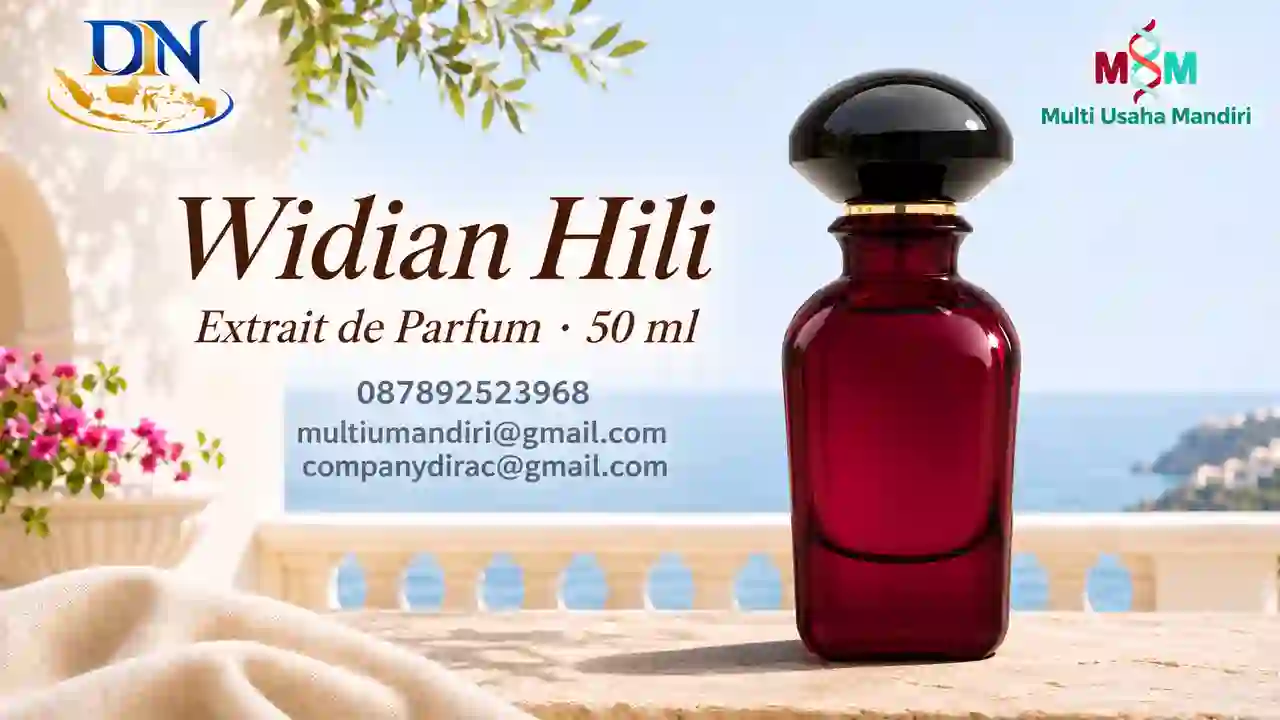 DN
MSM
Multi Usaha Mandiri
Widian Hili
Extrait de Parfum · 50 ml
087892523968
multiumandiri@gmail.com
companydirac@gmail.com